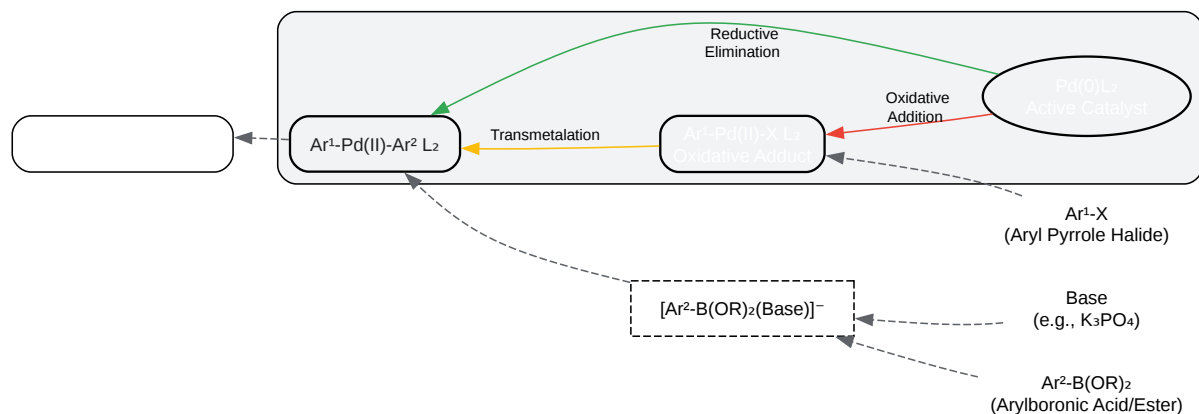 Reductive
Elimination
Pd(0)L₂
Active Catalyst
Oxidative
Addition
Ar¹-Pd(II)-Ar² L₂
Transmetalation
Ar¹-Pd(II)-X L₂
Oxidative Adduct
Ar¹-X
(Aryl Pyrrole Halide)
[Ar²-B(OR)₂(Base)]⁻
Base
(e.g., K₃PO₄)
Ar²-B(OR)₂
(Arylboronic Acid/Ester)